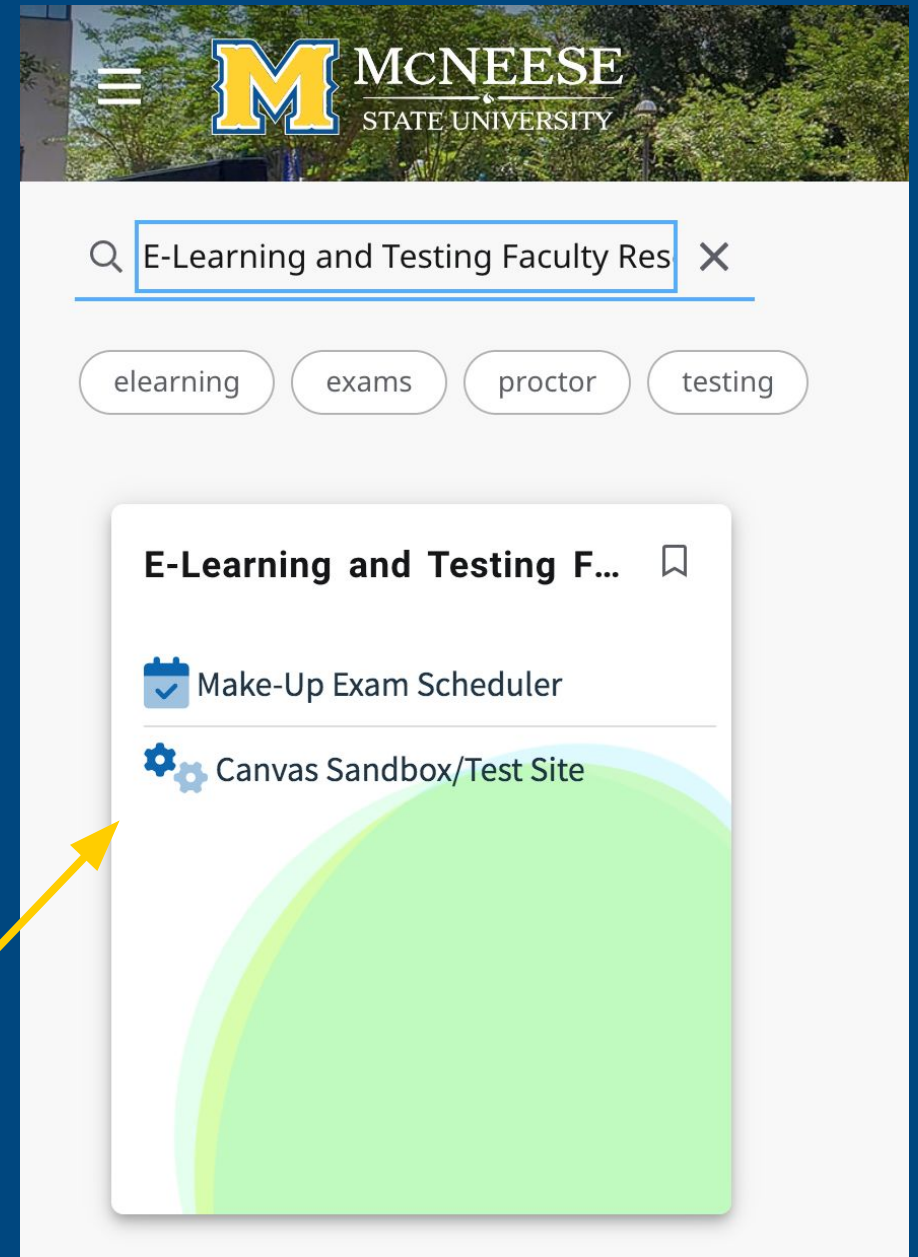 McNEESE
STATE UNIVERSITY
E-Learning and Testing Faculty Res
elearning exams proctor testing
E-Learning and Testing F...
Make-Up Exam Scheduler
Canvas Sandbox/Test Site